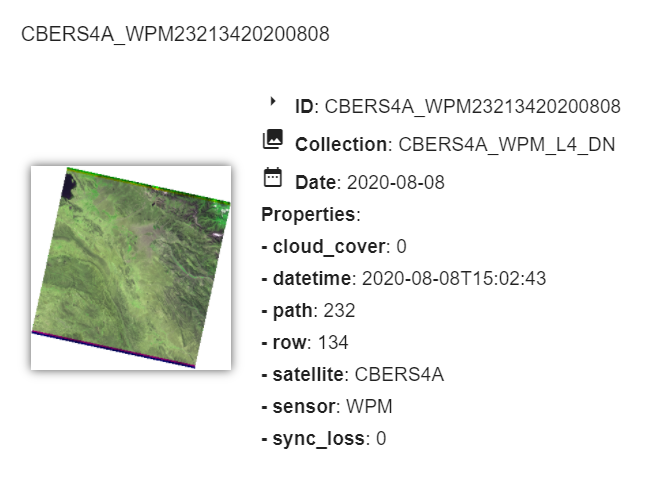 CBERS4A_WPM23213420200808
ID: CBERS4A_WPM23213420200808
Collection: CBERS4A_WPM_L4_DN
Date: 2020-08-08
Properties:
- cloud_cover: 0
- datetime: 2020-08-08T15:02:43
- path: 232
- row: 134
- satellite: CBERS4A
- sensor: WPM
- sync_loss: 0